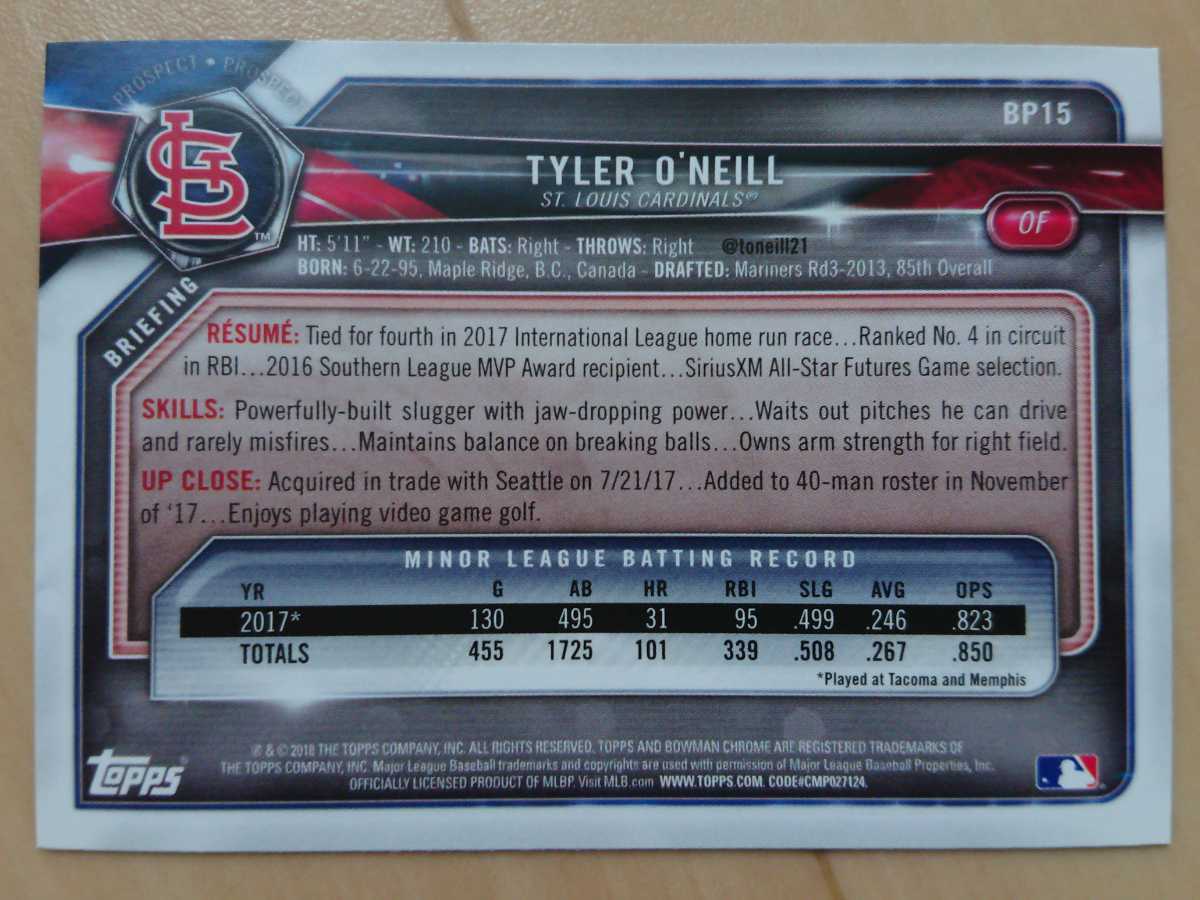 PROSPECT • PROSPECT
BP15
STL
TM
TYLER O'NEILL
ST. LOUIS CARDINALS®
OF
HT: 5'11" - WT: 210 - BATS: Right - THROWS: Right @toneill21
BORN: 6-22-95, Maple Ridge, B.C., Canada - DRAFTED: Mariners Rd3-2013, 85th Overall
BRIEFING
RÉSUMÉ: Tied for fourth in 2017 International League home run race...Ranked No. 4 in circuit
in RBI...2016 Southern League MVP Award recipient...SiriusXM All-Star Futures Game selection.
SKILLS: Powerfully-built slugger with jaw-dropping power...Waits out pitches he can drive
and rarely misfires...Maintains balance on breaking balls...Owns arm strength for right field.
UP CLOSE: Acquired in trade with Seattle on 7/21/17...Added to 40-man roster in November
of '17...Enjoys playing video game golf.
MINOR LEAGUE BATTING RECORD
YR G AB HR RBI SLG AVG OPS
2017* 130 495 31 95 .499 .246 .823
TOTALS 455 1725 101 339 .508 .267 .850
*Played at Tacoma and Memphis
® & © 2018 THE TOPPS COMPANY, INC. ALL RIGHTS RESERVED. TOPPS AND BOWMAN CHROME ARE REGISTERED TRADEMARKS OF
THE TOPPS COMPANY, INC. Major League Baseball trademarks and copyrights are used with permission of Major League Baseball Properties, Inc.
OFFICIALLY LICENSED PRODUCT OF MLBP. Visit MLB.com WWW.TOPPS.COM. CODE#CMP027124.
topps